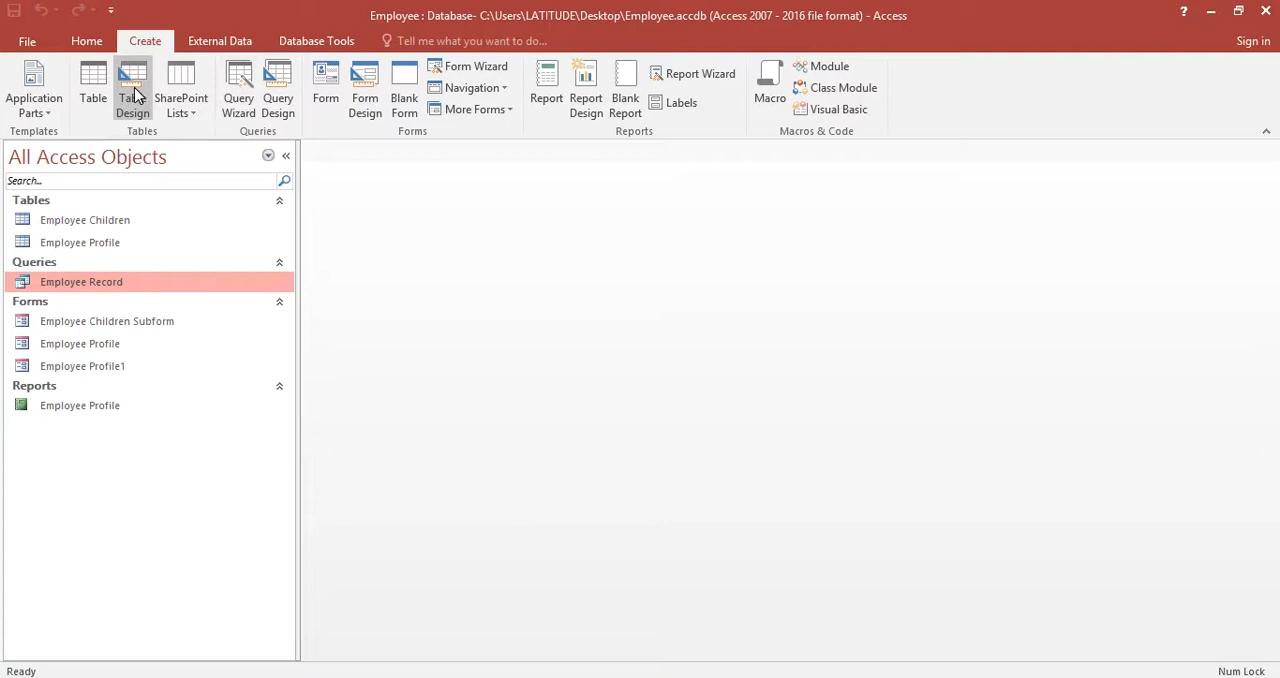 Employee : Database- C:\Users\LATITUDE\Desktop\Employee.accdb (Access 2007 - 2016 file format) - Access
?
File Home Create External Data Database Tools Tell me what you want to do... Sign in
Application Parts
Table
Design
SharePoint Lists
Query Wizard
Query Design
Form
Form Design
Blank Form
Form Wizard
Navigation
More Forms
Report
Report Design
Blank Report
Report Wizard
Labels
Macro
Module
Class Module
Visual Basic
Templates Tables Queries Forms Reports Macros & Code
All Access Objects
Search...
Tables
Employee Children
Employee Profile
Queries
Employee Record
Forms
Employee Children Subform
Employee Profile
Employee Profile1
Reports
Employee Profile
Ready Num Lock